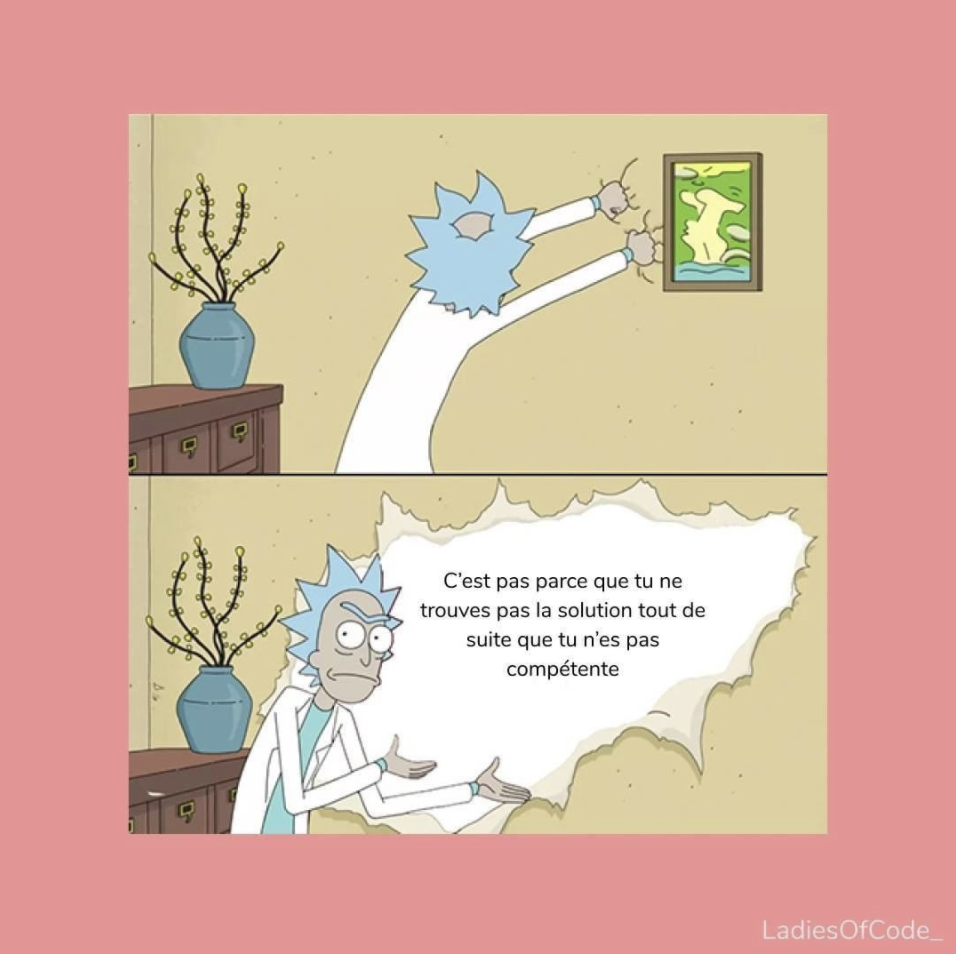 C'est pas parce que tu ne
trouves pas la solution tout de
suite que tu n'es pas
compétente
LadiesOfCode_